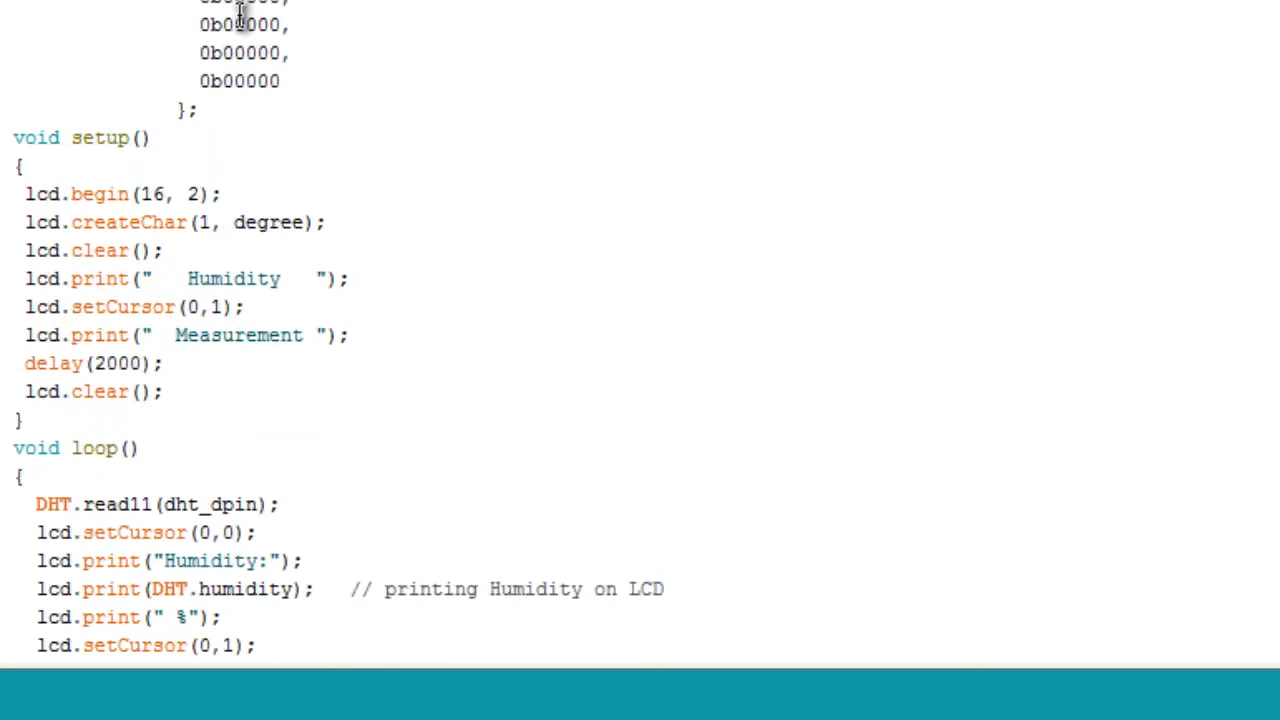 0b00000,
0b00000,
0b00000
};
void setup()
{
lcd.begin(16, 2);
lcd.createChar(1, degree);
lcd.clear();
lcd.print("   Humidity   ");
lcd.setCursor(0,1);
lcd.print("  Measurement ");
delay(2000);
lcd.clear();
}
void loop()
{
DHT.read11(dht_dpin);
lcd.setCursor(0,0);
lcd.print("Humidity:");
lcd.print(DHT.humidity);   // printing Humidity on LCD
lcd.print(" %");
lcd.setCursor(0,1);